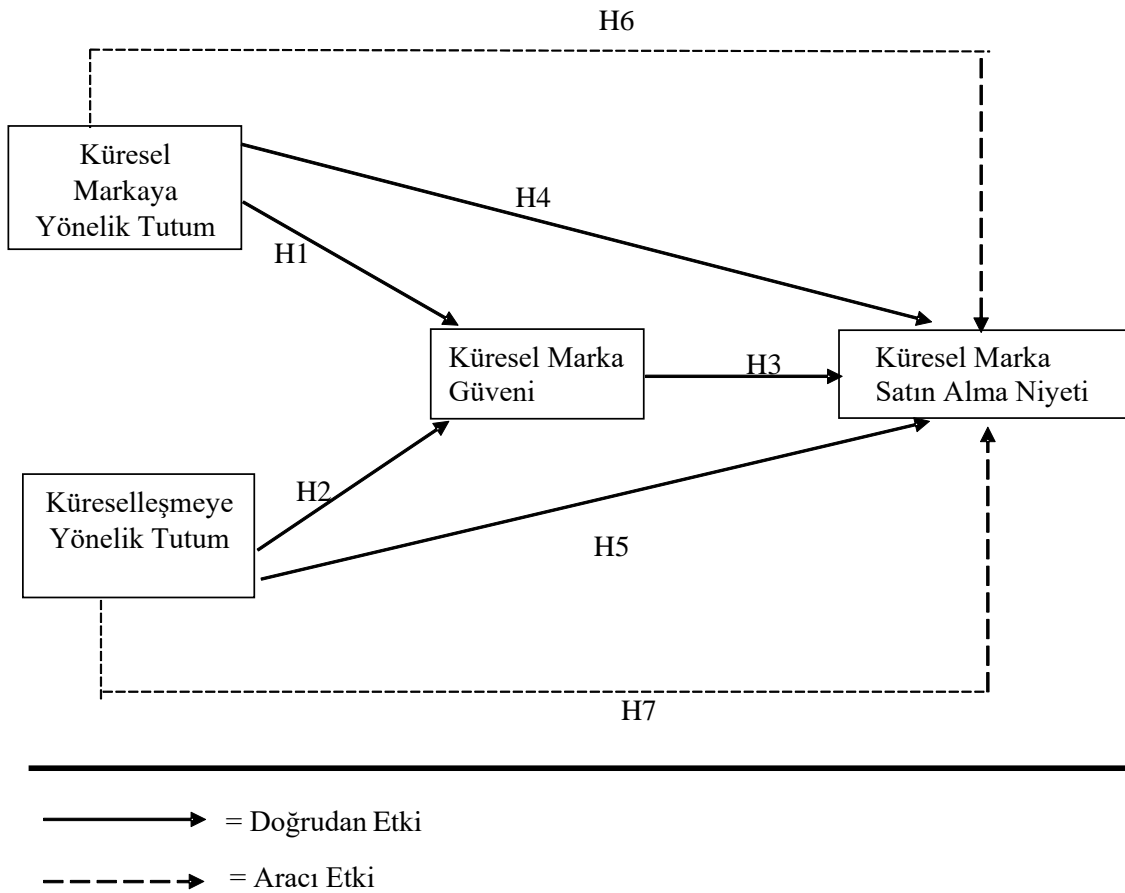 H6
Küresel
Markaya
Yönelik Tutum
H4
H1
Küresel Marka
Güveni
H3
Küresel Marka
Satın Alma Niyeti
Küreselleşmeye
Yönelik Tutum
H2
H5
H7
= Doğrudan Etki
= Aracı Etki